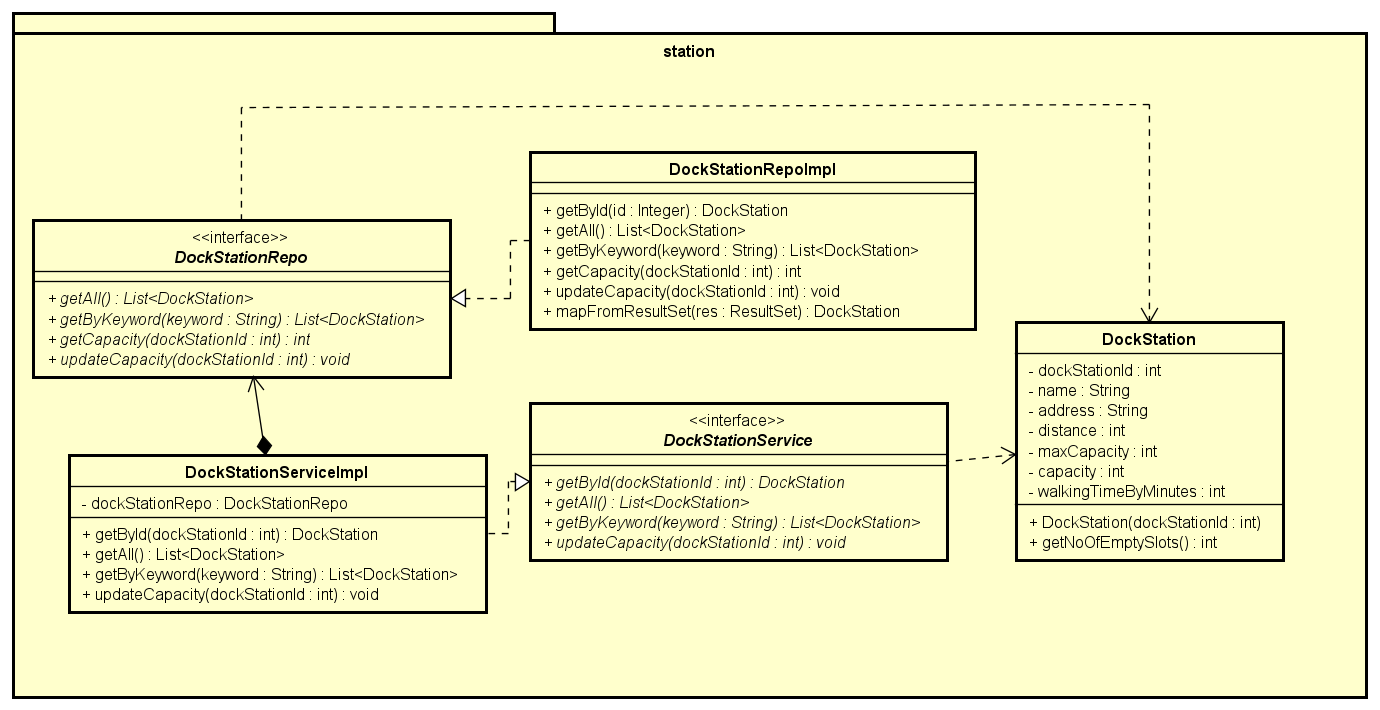 station
<<interface>>
DockStationRepo
+ getAll() : List<DockStation>
+ getByKeyword(keyword : String) : List<DockStation>
+ getCapacity(dockStationId : int) : int
+ updateCapacity(dockStationId : int) : void
DockStationRepoImpl
+ getById(id : Integer) : DockStation
+ getAll() : List<DockStation>
+ getByKeyword(keyword : String) : List<DockStation>
+ getCapacity(dockStationId : int) : int
+ updateCapacity(dockStationId : int) : void
+ mapFromResultSet(res : ResultSet) : DockStation
DockStationServiceImpl
- dockStationRepo : DockStationRepo
+ getById(dockStationId : int) : DockStation
+ getAll() : List<DockStation>
+ getByKeyword(keyword : String) : List<DockStation>
+ updateCapacity(dockStationId : int) : void
<<interface>>
DockStationService
+ getById(dockStationId : int) : DockStation
+ getAll() : List<DockStation>
+ getByKeyword(keyword : String) : List<DockStation>
+ updateCapacity(dockStationId : int) : void
DockStation
- dockStationId : int
- name : String
- address : String
- distance : int
- maxCapacity : int
- capacity : int
- walkingTimeByMinutes : int
+ DockStation(dockStationId : int)
+ getNoOfEmptySlots() : int